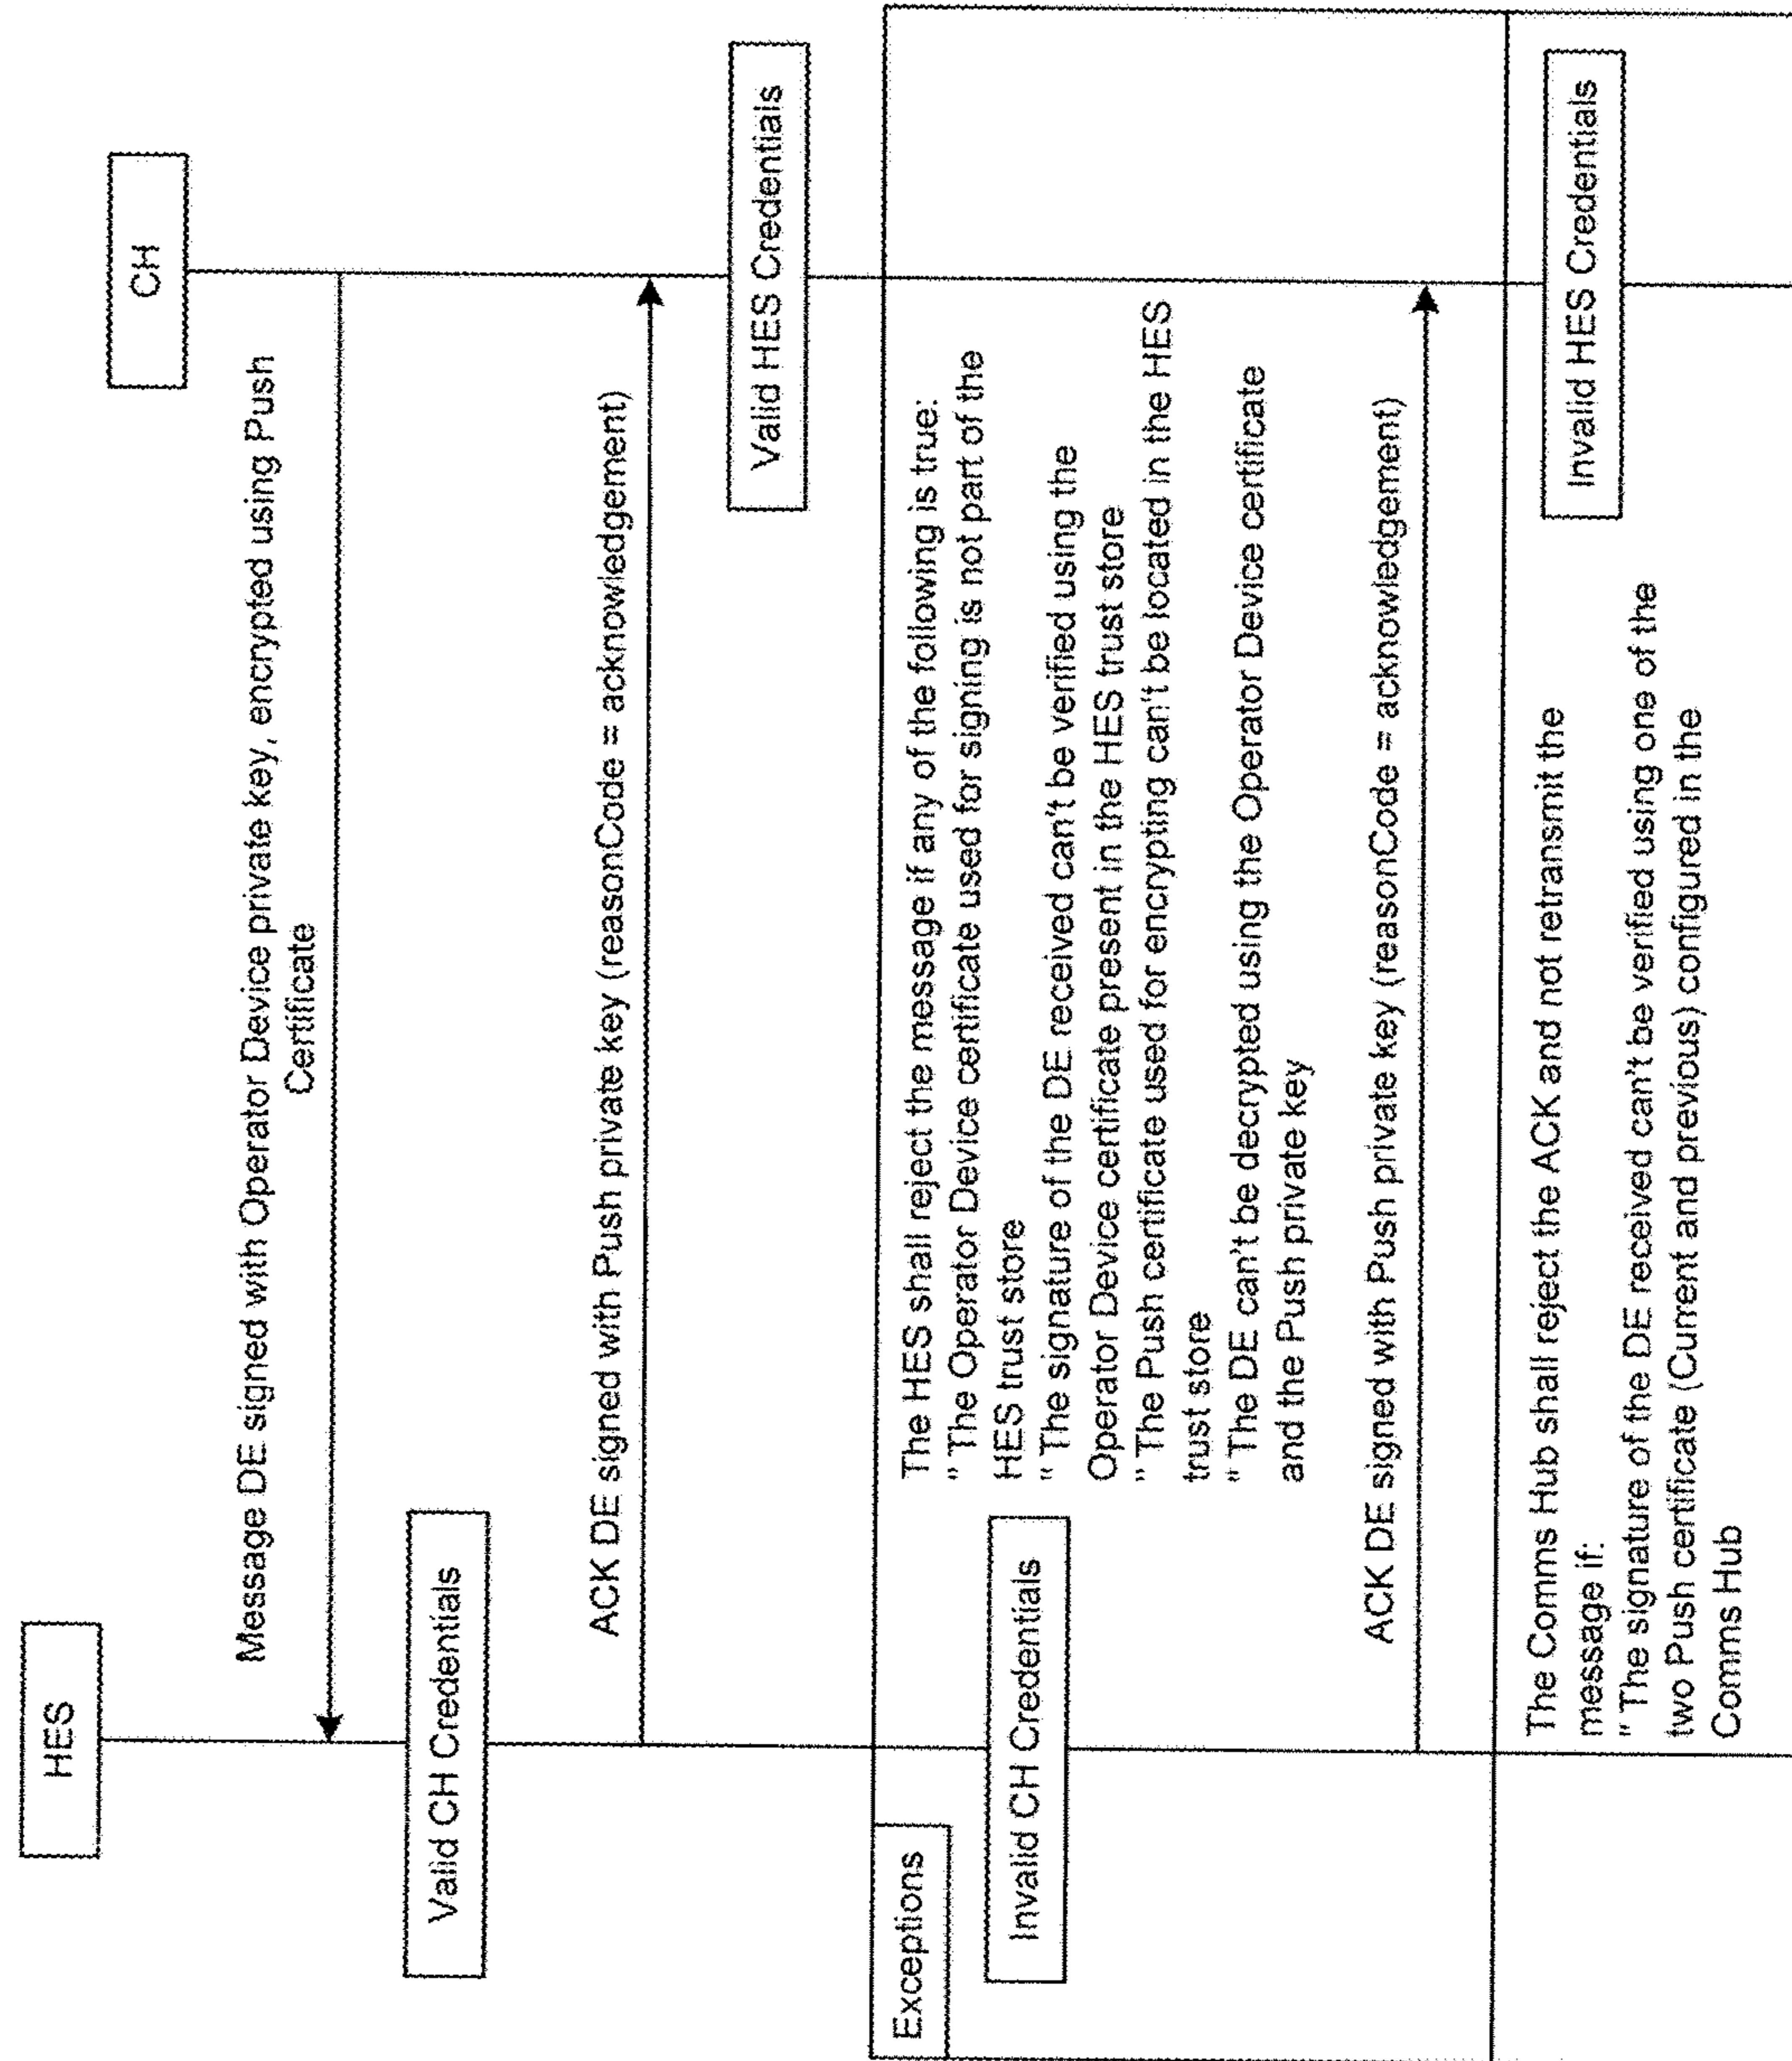 HES
CH
Message DE signed with Operator Device private key, encrypted using Push
Certificate
Valid CH Credentials
ACK DE signed with Push private key (reasonCode = acknowledgement)
Valid HES Credentials
Exceptions
The HES shall reject the message if any of the following is true:
" The Operator Device certificate used for signing is not part of the
HES trust store
" The signature of the DE received can't be verified using the
Operator Device certificate present in the HES trust store
" The Push certificate used for encrypting can't be located in the HES
trust store
" The DE can't be decrypted using the Operator Device certificate
and the Push private key
Invalid CH Credentials
ACK DE signed with Push private key (reasonCode = acknowledgement)
Invalid HES Credentials
The Comms Hub shall reject the ACK and not retransmit the
message if:
" The signature of the DE received can't be verified using one of the
two Push certificate (Current and previous) configured in the
Comms Hub